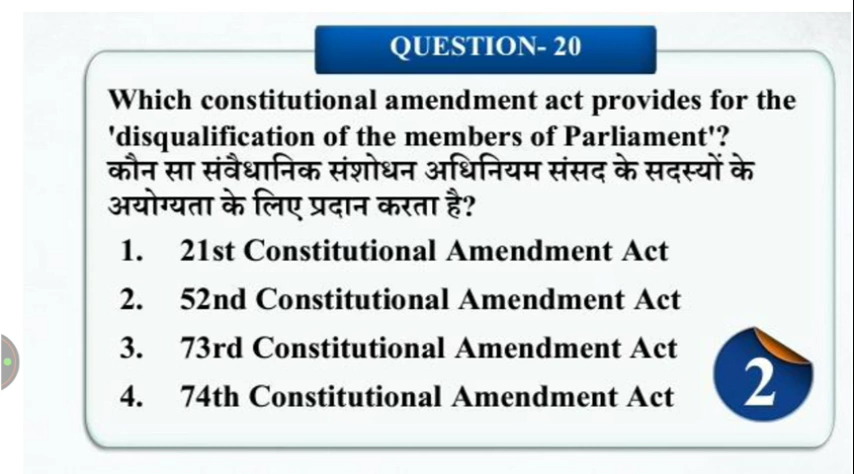 QUESTION- 20
Which constitutional amendment act provides for the
'disqualification of the members of Parliament'?
कौन सा संवैधानिक संशोधन अधिनियम संसद के सदस्यों के
अयोग्यता के लिए प्रदान करता है?
1. 21st Constitutional Amendment Act
2. 52nd Constitutional Amendment Act
3. 73rd Constitutional Amendment Act
4. 74th Constitutional Amendment Act
2